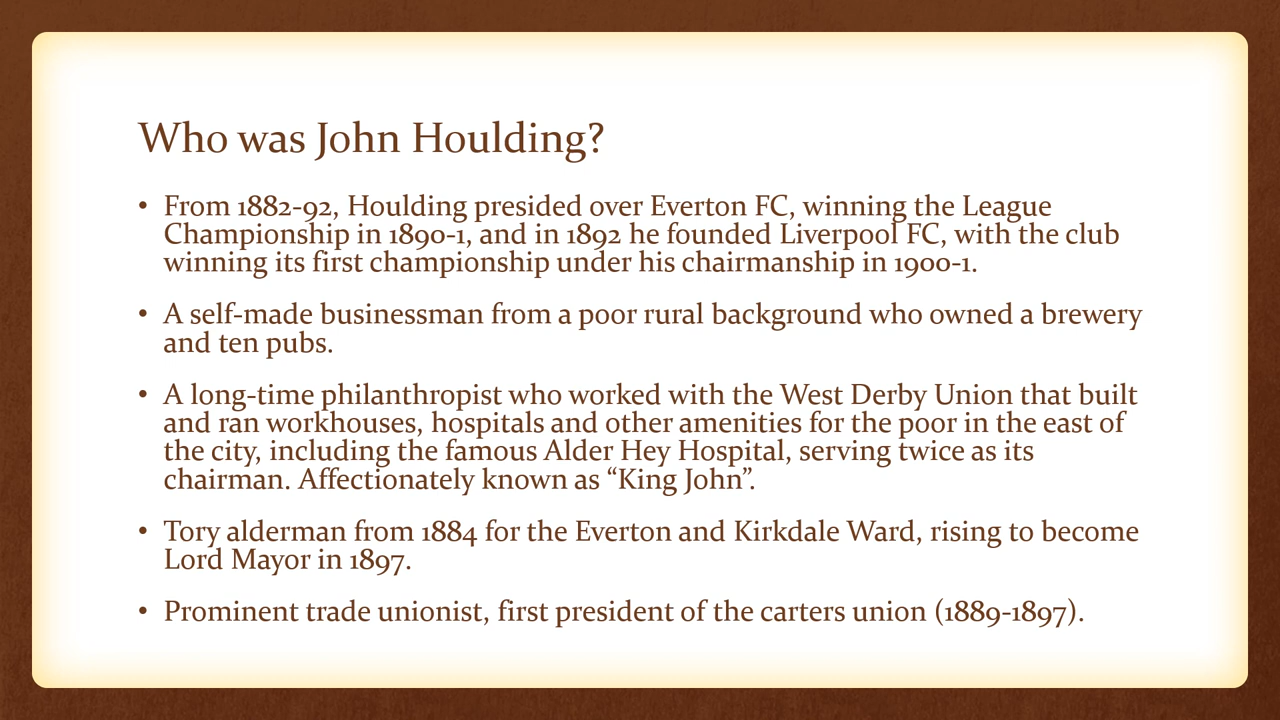 Who was John Houlding?
• From 1882-92, Houlding presided over Everton FC, winning the League
Championship in 1890-1, and in 1892 he founded Liverpool FC, with the club
winning its first championship under his chairmanship in 1900-1.
• A self-made businessman from a poor rural background who owned a brewery
and ten pubs.
• A long-time philanthropist who worked with the West Derby Union that built
and ran workhouses, hospitals and other amenities for the poor in the east of
the city, including the famous Alder Hey Hospital, serving twice as its
chairman. Affectionately known as “King John”.
• Tory alderman from 1884 for the Everton and Kirkdale Ward, rising to become
Lord Mayor in 1897.
• Prominent trade unionist, first president of the carters union (1889-1897).